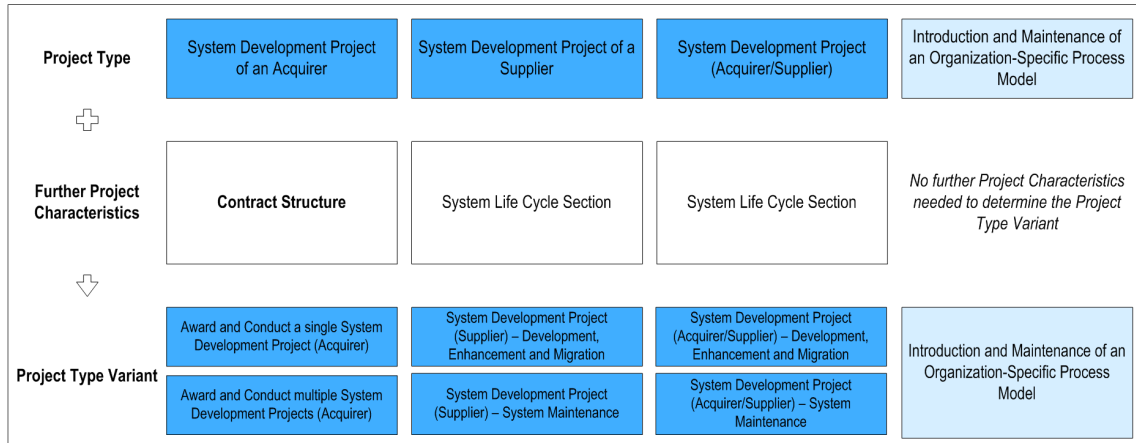 Project Type
System Development Project
of an Acquirer
System Development Project of a
Supplier
System Development Project
(Acquirer/Supplier)
Introduction and Maintenance of
an Organization-Specific Process
Model
Further Project
Characteristics
Contract Structure
System Life Cycle Section
System Life Cycle Section
No further Project Characteristics
needed to determine the Project
Type Variant
Project Type Variant
Award and Conduct a single System
Development Project (Acquirer)
System Development Project
(Supplier) – Development,
Enhancement and Migration
System Development Project
(Acquirer/Supplier) – Development,
Enhancement and Migration
Introduction and Maintenance of an
Organization-Specific Process
Model
Award and Conduct multiple System
Development Projects (Acquirer)
System Development Project
(Supplier) – System Maintenance
System Development Project
(Acquirer/Supplier) – System
Maintenance